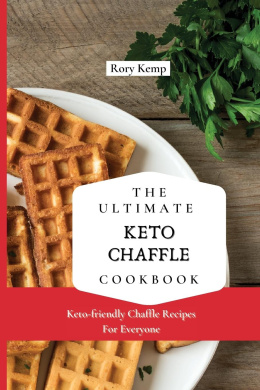 Rory Kemp
THE
ULTIMATE
KETO
CHAFFLE
COOKBOOK
Keto-friendly Chaffle Recipes
For Everyone